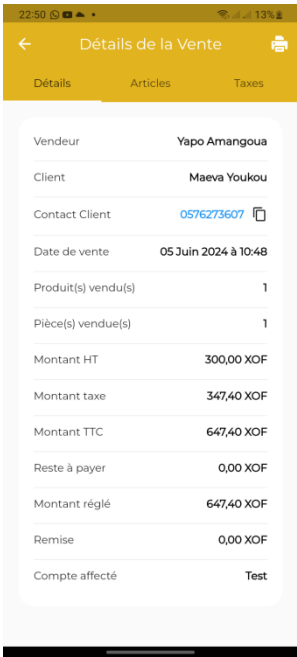 22:50 13%
Détails de la Vente
Détails Articles Taxes
Vendeur Yapo Amangoua
Client Maeva Youkou
Contact Client 0576273607
Date de vente 05 Juin 2024 à 10:48
Produit(s) vendu(s) 1
Pièce(s) vendue(s) 1
Montant HT 300,00 XOF
Montant taxe 347,40 XOF
Montant TTC 647,40 XOF
Reste à payer 0,00 XOF
Montant réglé 647,40 XOF
Remise 0,00 XOF
Compte affecté Test